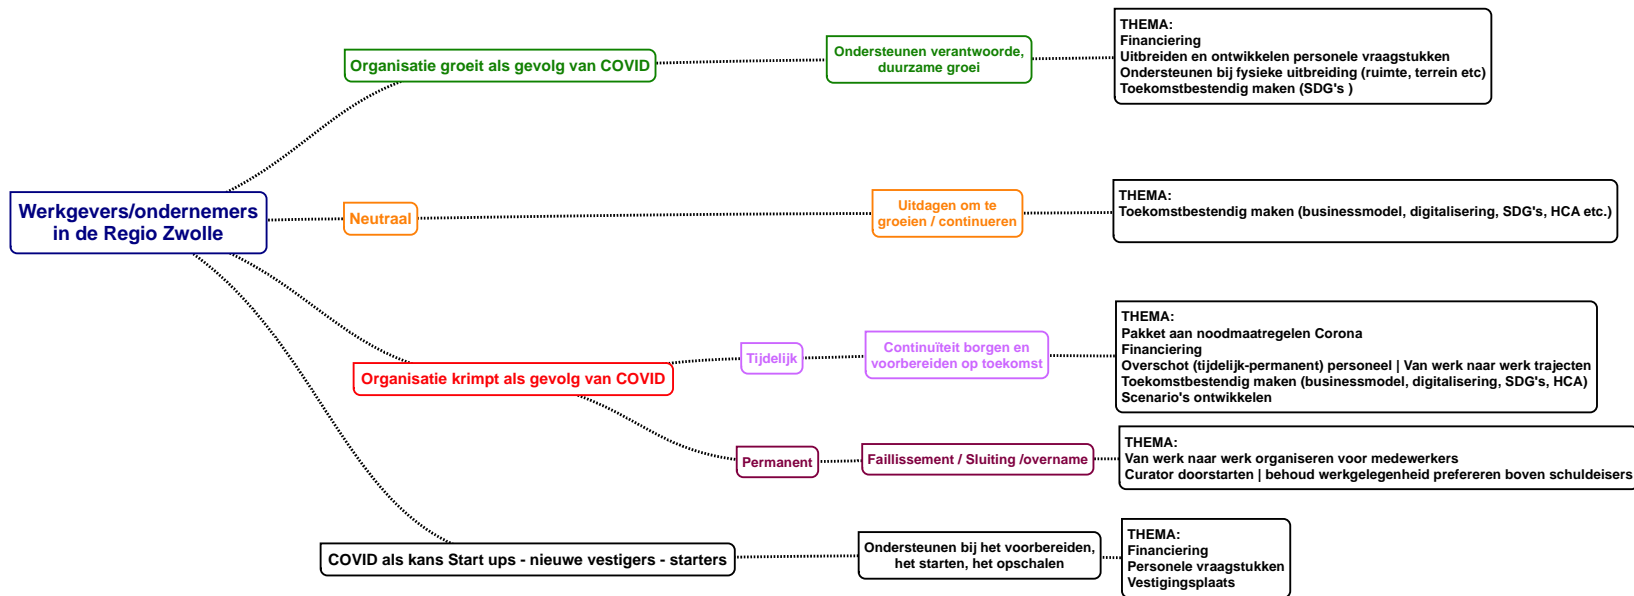 Werkgevers/ondernemers
in de Regio Zwolle
Organisatie groeit als gevolg van COVID
Ondersteunen verantwoorde,
duurzame groei
THEMA:
Financiering
Uitbreiden en ontwikkelen personele vraagstukken
Ondersteunen bij fysieke uitbreiding (ruimte, terrein etc)
Toekomstbestendig maken (SDG's )
Neutraal
Uitdagen om te
groeien / continueren
THEMA:
Toekomstbestendig maken (businessmodel, digitalisering, SDG's, HCA etc.)
Organisatie krimpt als gevolg van COVID
Tijdelijk
Continuïteit borgen en
voorbereiden op toekomst
THEMA:
Pakket aan noodmaatregelen Corona
Financiering
Overschot (tijdelijk-permanent) personeel | Van werk naar werk trajecten
Toekomstbestendig maken (businessmodel, digitalisering, SDG's, HCA)
Scenario's ontwikkelen
Permanent
Faillissement / Sluiting /overname
THEMA:
Van werk naar werk organiseren voor medewerkers
Curator doorstarten | behoud werkgelegenheid prefereren boven schuldeisers
COVID als kans Start ups - nieuwe vestigers - starters
Ondersteunen bij het voorbereiden,
het starten, het opschalen
THEMA:
Financiering
Personele vraagstukken
Vestigingsplaats